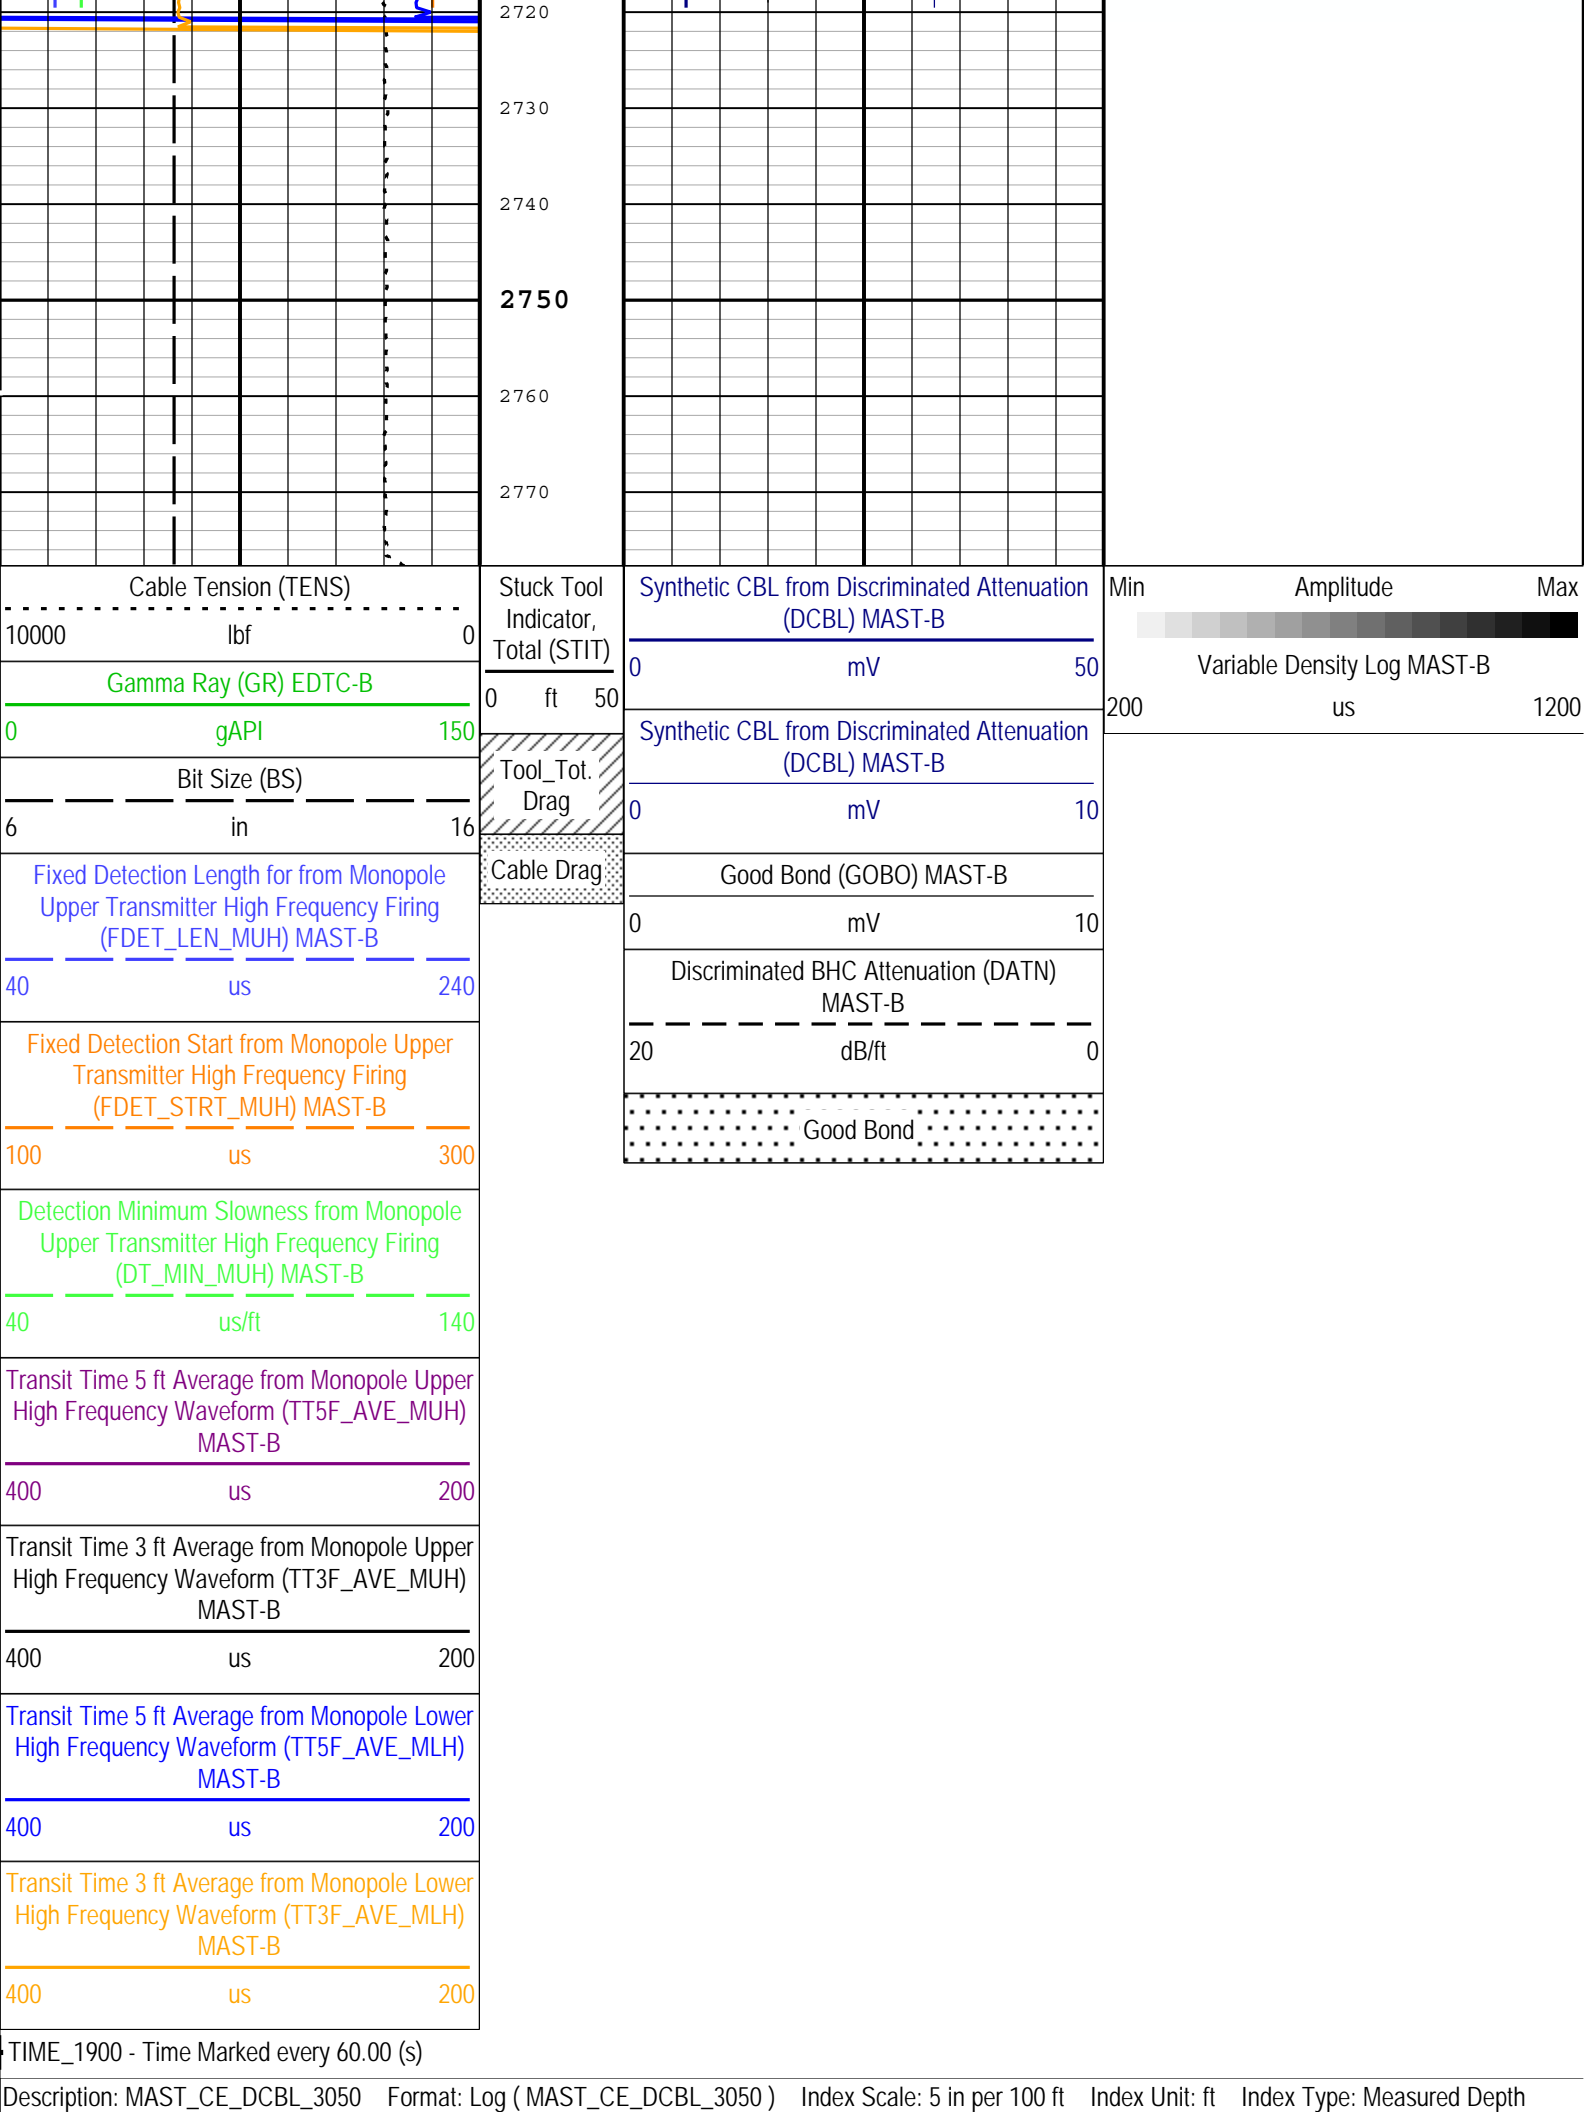 2720
2730
2740
2750
2760
2770
Cable Tension (TENS)
10000 lbf 0
Gamma Ray (GR) EDTC-B
0 gAPI 150
Bit Size (BS)
6 in 16
Fixed Detection Length for from Monopole
Upper Transmitter High Frequency Firing
(FDET_LEN_MUH) MAST-B
40 us 240
Fixed Detection Start from Monopole Upper
Transmitter High Frequency Firing
(FDET_STRT_MUH) MAST-B
100 us 300
Detection Minimum Slowness from Monopole
Upper Transmitter High Frequency Firing
(DT_MIN_MUH) MAST-B
40 us/ft 140
Transit Time 5 ft Average from Monopole Upper
High Frequency Waveform (TT5F_AVE_MUH)
MAST-B
400 us 200
Transit Time 3 ft Average from Monopole Upper
High Frequency Waveform (TT3F_AVE_MUH)
MAST-B
400 us 200
Transit Time 5 ft Average from Monopole Lower
High Frequency Waveform (TT5F_AVE_MLH)
MAST-B
400 us 200
Transit Time 3 ft Average from Monopole Lower
High Frequency Waveform (TT3F_AVE_MLH)
MAST-B
400 us 200
Stuck Tool
Indicator,
Total (STIT)
0 ft 50
Tool_Tot.
Drag
Cable Drag
Synthetic CBL from Discriminated Attenuation
(DCBL) MAST-B
0 mV 50
Synthetic CBL from Discriminated Attenuation
(DCBL) MAST-B
0 mV 10
Good Bond (GOBO) MAST-B
0 mV 10
Discriminated BHC Attenuation (DATN)
MAST-B
20 dB/ft 0
Good Bond
Min Amplitude Max
Variable Density Log MAST-B
200 us 1200
TIME_1900 - Time Marked every 60.00 (s)
Description: MAST_CE_DCBL_3050 Format: Log ( MAST_CE_DCBL_3050 ) Index Scale: 5 in per 100 ft Index Unit: ft Index Type: Measured Depth